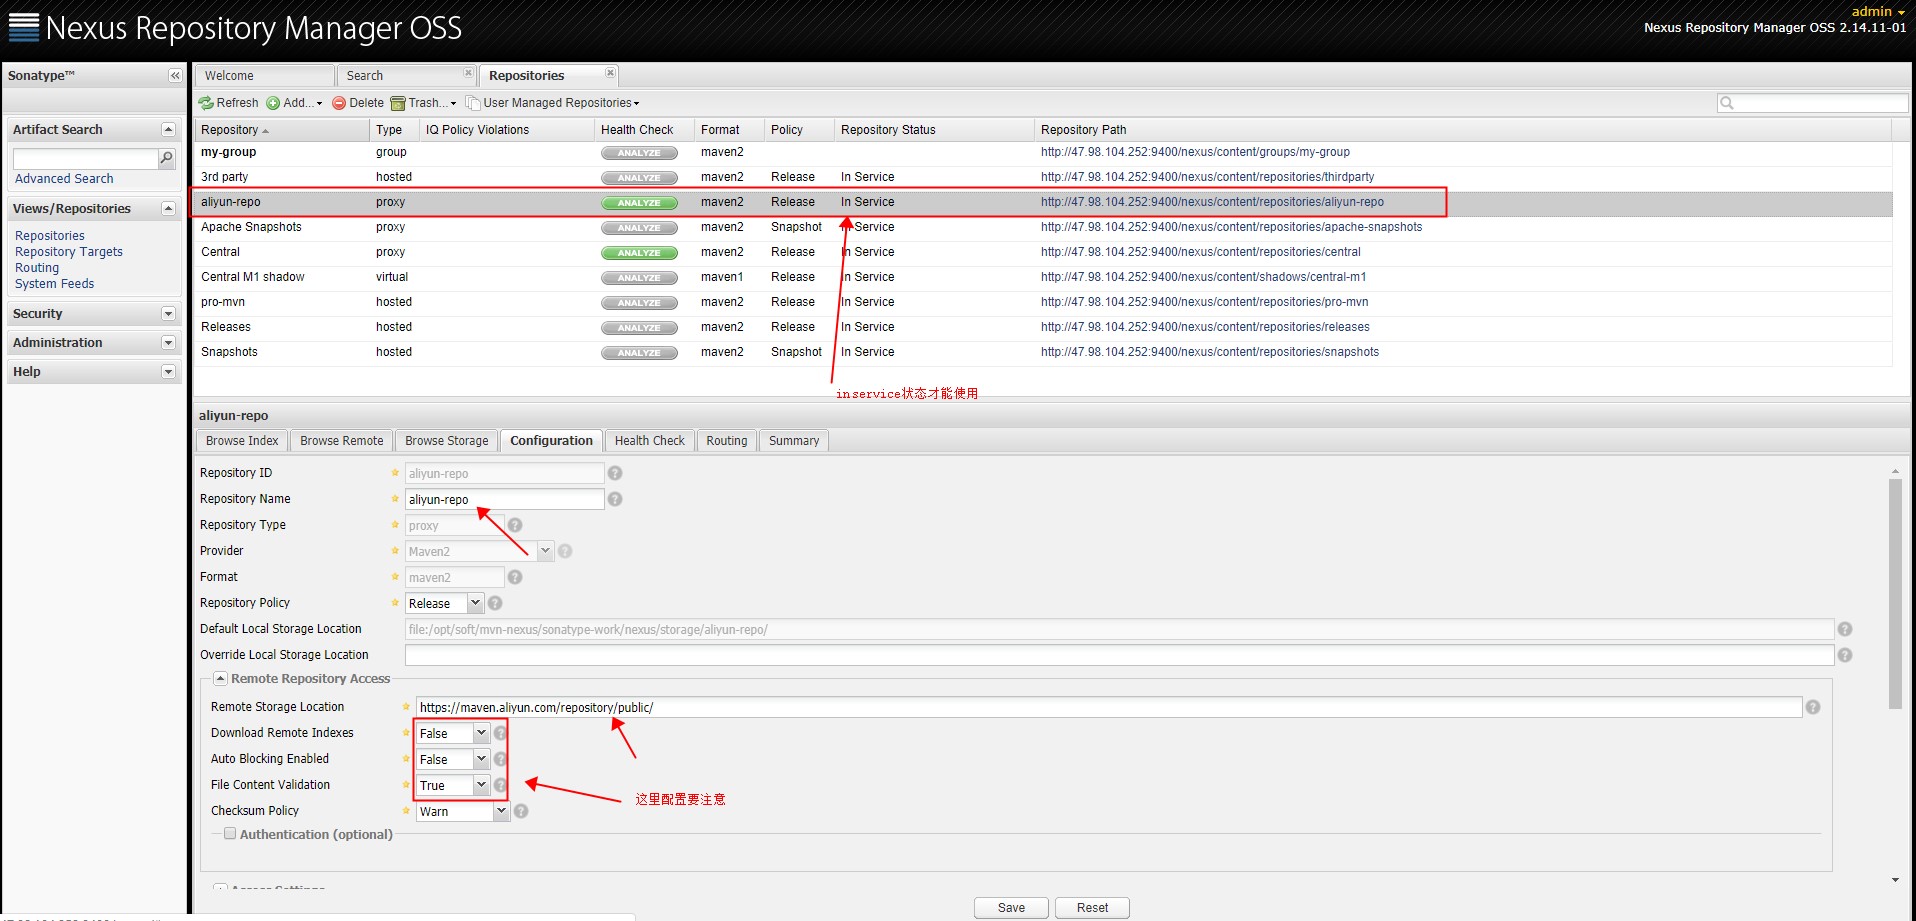 Nexus Repository Manager OSS
admin
Nexus Repository Manager OSS 2.14.11-01
Sonatype™
Welcome
Search
Repositories
Refresh Add... Delete Trash... User Managed Repositories
Artifact Search
Advanced Search
Views/Repositories
Repositories
Repository Targets
Routing
System Feeds
Security
Administration
Help
Repository Type IQ Policy Violations Health Check Format Policy Repository Status Repository Path
my-group group ANALYZE maven2 http://47.98.104.252:9400/nexus/content/groups/my-group
3rd party hosted ANALYZE maven2 Release In Service http://47.98.104.252:9400/nexus/content/repositories/thirdparty
aliyun-repo proxy ANALYZE maven2 Release In Service http://47.98.104.252:9400/nexus/content/repositories/aliyun-repo
Apache Snapshots proxy ANALYZE maven2 Snapshot In Service http://47.98.104.252:9400/nexus/content/repositories/apache-snapshots
Central proxy ANALYZE maven2 Release In Service http://47.98.104.252:9400/nexus/content/repositories/central
Central M1 shadow virtual ANALYZE maven1 Release In Service http://47.98.104.252:9400/nexus/content/shadows/central-m1
pro-mvn hosted ANALYZE maven2 Release In Service http://47.98.104.252:9400/nexus/content/repositories/pro-mvn
Releases hosted ANALYZE maven2 Release In Service http://47.98.104.252:9400/nexus/content/repositories/releases
Snapshots hosted ANALYZE maven2 Snapshot In Service http://47.98.104.252:9400/nexus/content/repositories/snapshots
inservice状态才能使用
aliyun-repo
Browse Index Browse Remote Browse Storage Configuration Health Check Routing Summary
Repository ID aliyun-repo
Repository Name aliyun-repo
Repository Type proxy
Provider Maven2
Format maven2
Repository Policy Release
Default Local Storage Location file:/opt/soft/mvn-nexus/sonatype-work/nexus/storage/aliyun-repo/
Override Local Storage Location
Remote Repository Access
Remote Storage Location https://maven.aliyun.com/repository/public/
Download Remote Indexes False
Auto Blocking Enabled False
File Content Validation True
这里配置要注意
Checksum Policy Warn
Authentication (optional)
Access Settings
Save Reset